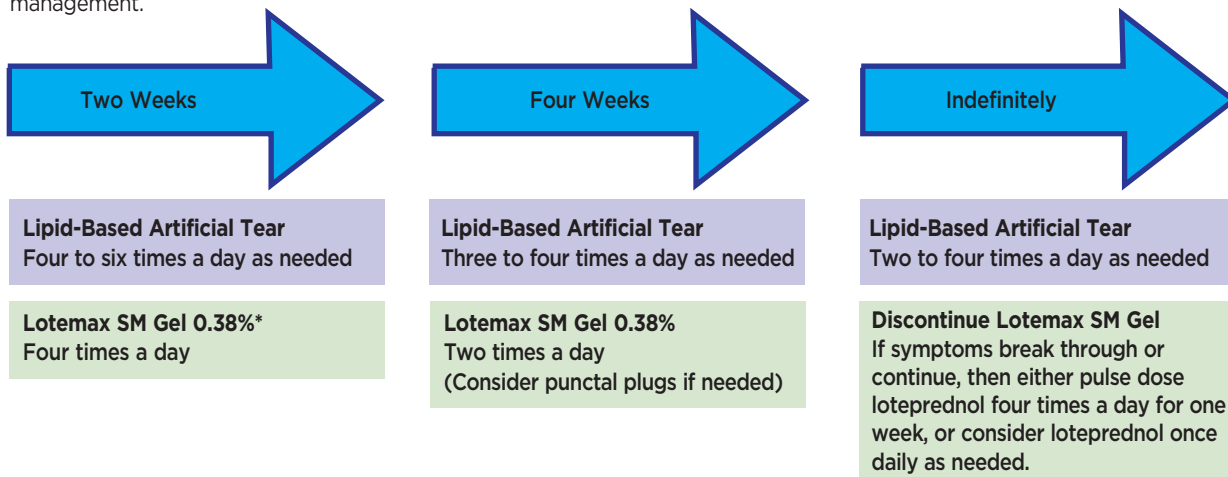 management.
Two Weeks
Four Weeks
Indefinitely
Lipid-Based Artificial Tear
Four to six times a day as needed
Lotemax SM Gel 0.38%*
Four times a day
Lipid-Based Artificial Tear
Three to four times a day as needed
Lotemax SM Gel 0.38%
Two times a day
(Consider punctal plugs if needed)
Lipid-Based Artificial Tear
Two to four times a day as needed
Discontinue Lotemax SM Gel
If symptoms break through or
continue, then either pulse dose
loteprednol four times a day for one
week, or consider loteprednol once
daily as needed.